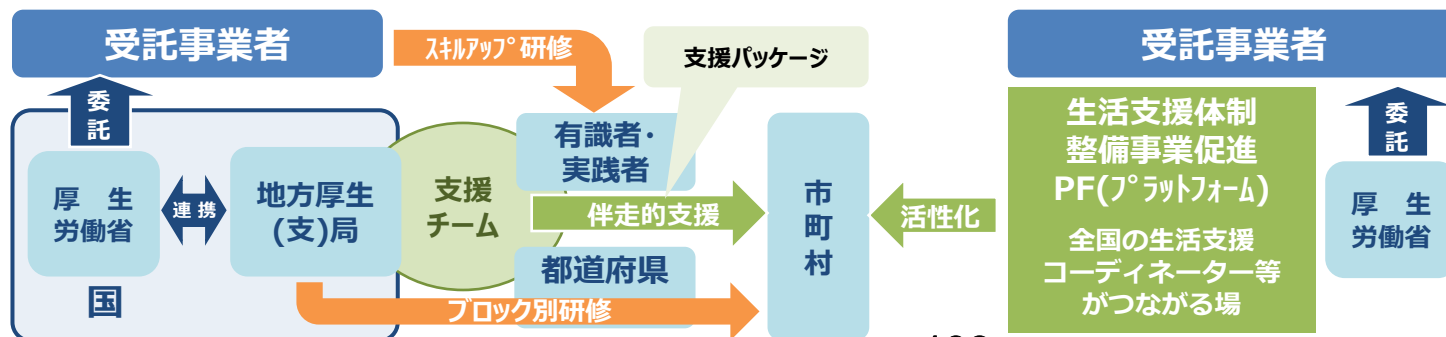 受託事業者
スキルアップ研修
支援パッケージ
委
託
有識者・
実践者
厚　生
労働省
連 携
地方厚生
(支)局
支援
チーム
伴走的支援
市
町
村
都道府県
国
ブロック別研修
受託事業者
生活支援体制
整備事業促進
PF(プラットフォーム)
全国の生活支援
コーディネーター等
がつながる場
活性化
委
託
厚　生
労働省